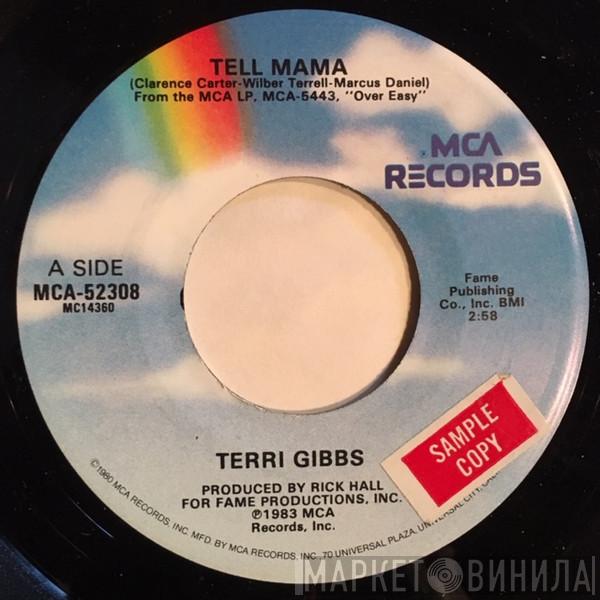 TELL MAMA
(Clarence Carter-Wilber Terrell-Marcus Daniel)
From the MCA LP, MCA-5443, "Over Easy"
MCA
RECORDS
A SIDE
MCA-52308
MC14360
Fame
Publishing
Co., Inc. BMI
2:58
SAMPLE
COPY
TERRI GIBBS
PRODUCED BY RICK HALL
FOR FAME PRODUCTIONS, INC.
℗1983 MCA
Records, Inc.
©1980 MCA RECORDS, INC. MFD. BY MCA RECORDS, INC., 70 UNIVERSAL PLAZA, UNIVERSAL CITY,
МАРКЕТ ВИНИЛА